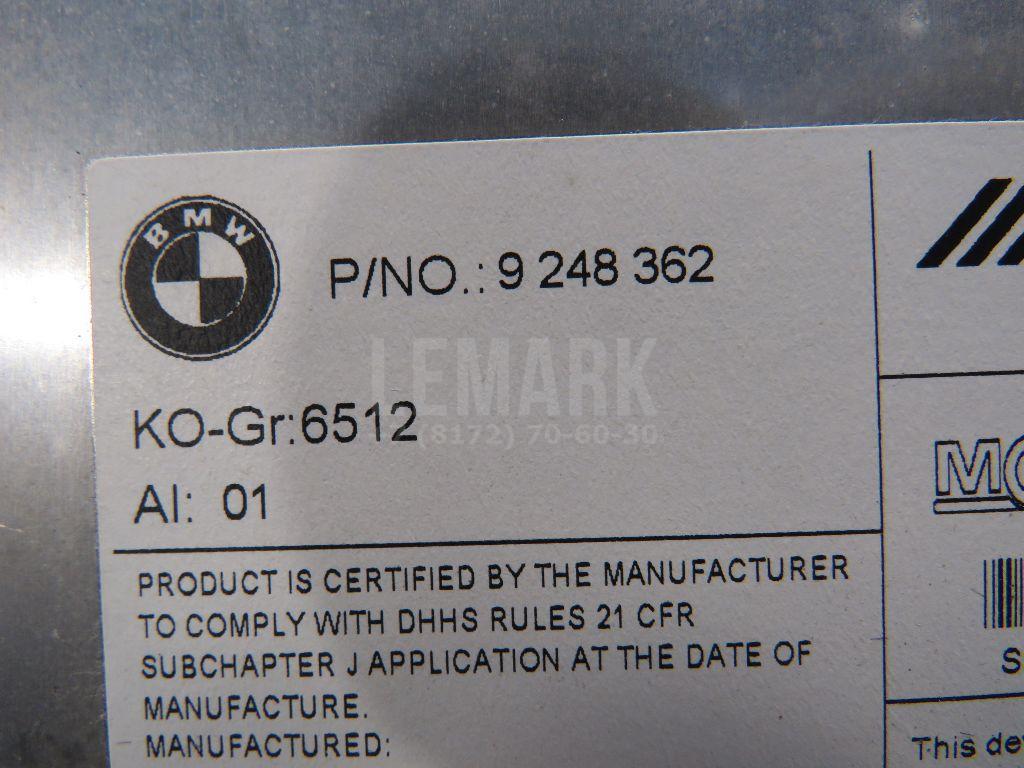 BMW
P/NO.: 9 248 362
LEMARK
(8172) 70-60-30
KO-Gr:6512
AI: 01
PRODUCT IS CERTIFIED BY THE MANUFACTURER
TO COMPLY WITH DHHS RULES 21 CFR
SUBCHAPTER J APPLICATION AT THE DATE OF
MANUFACTURE.
MANUFACTURED:
S
This